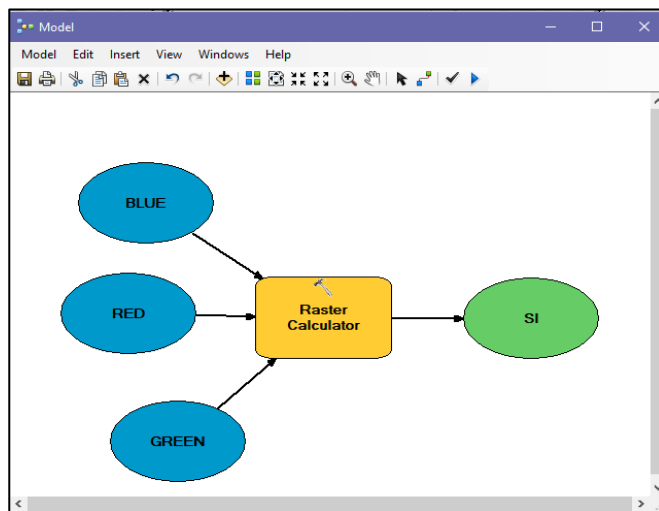 Model
Model Edit Insert View Windows Help
BLUE
RED
Raster
Calculator
SI
GREEN